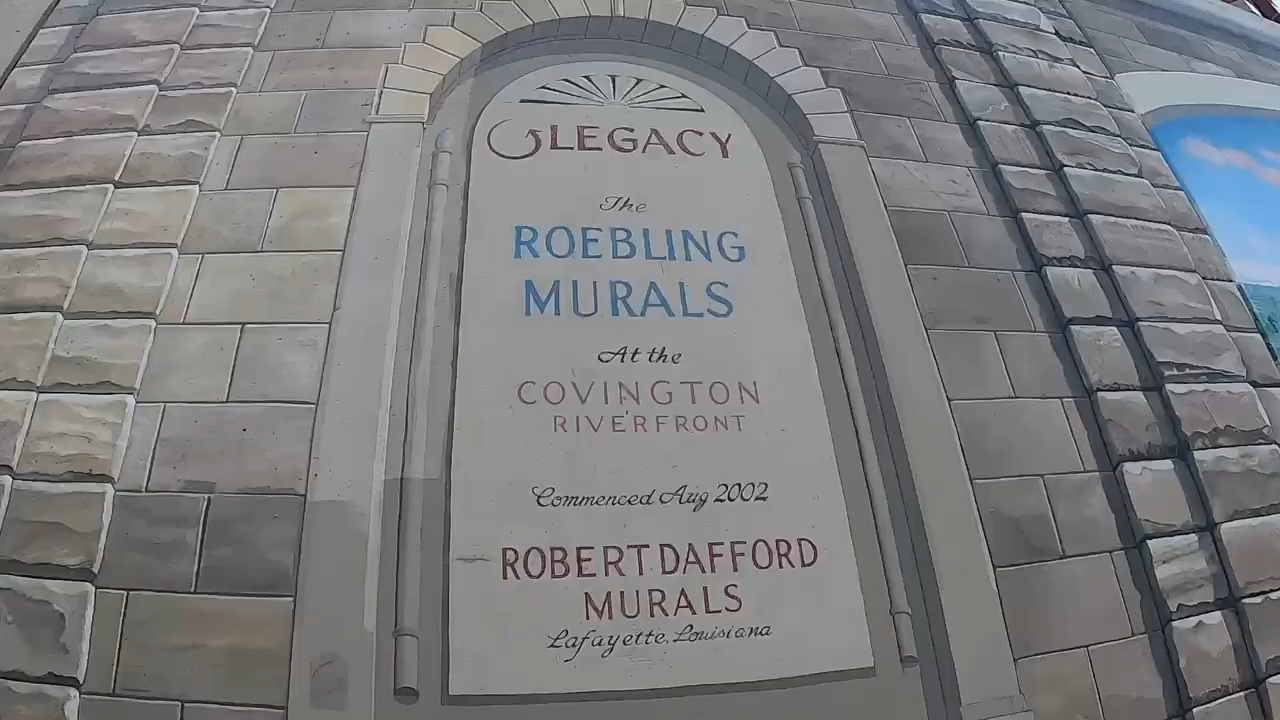 LEGACY
The
ROEBLING
MURALS
At the
COVINGTON
RIVERFRONT
Commenced Aug 2002
ROBERT DAFFORD
MURALS
Lafayette, Louisiana